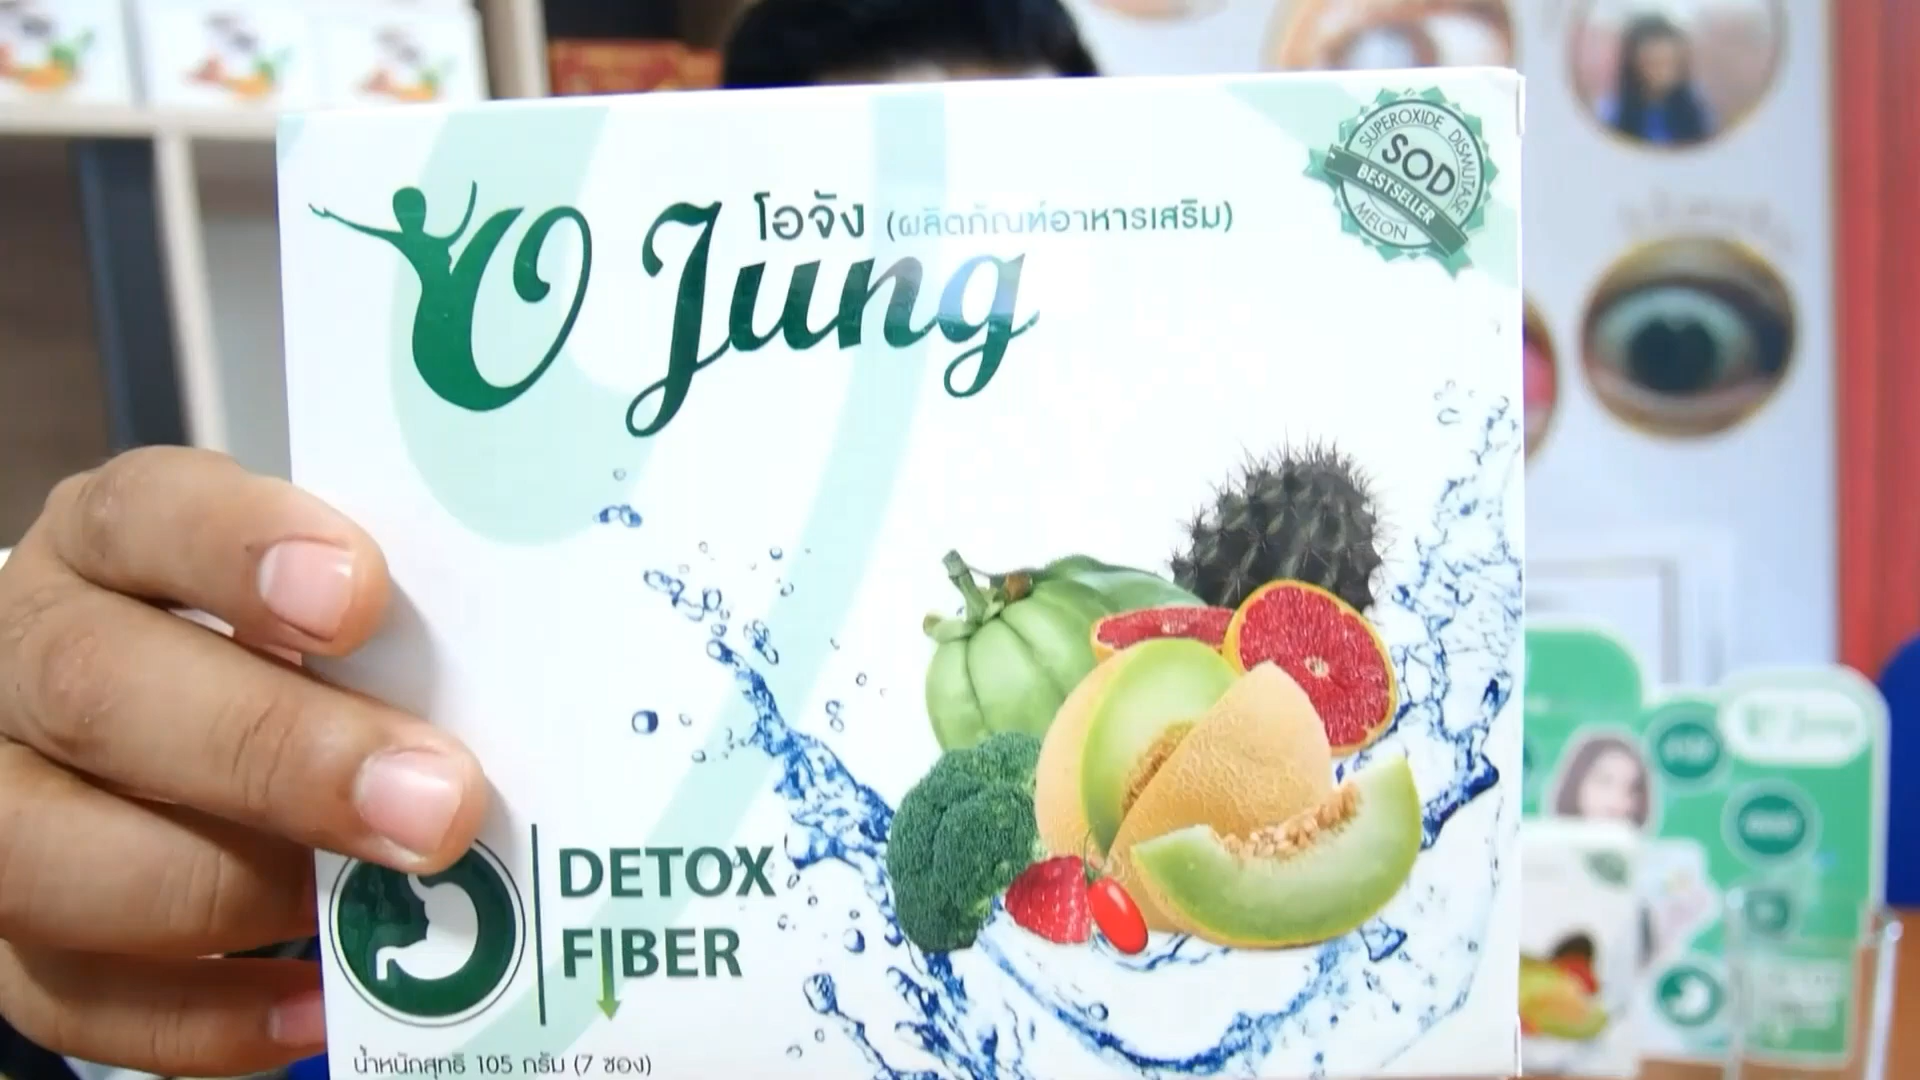 โอจัง (ผลิตภัณฑ์อาหารเสริม)
O Jung
SUPEROXIDE DISMUTASE
SOD
BESTSELLER
MELON
DETOX
FIBER
น้ำหนักสุทธิ 105 กรัม (7 ซอง)